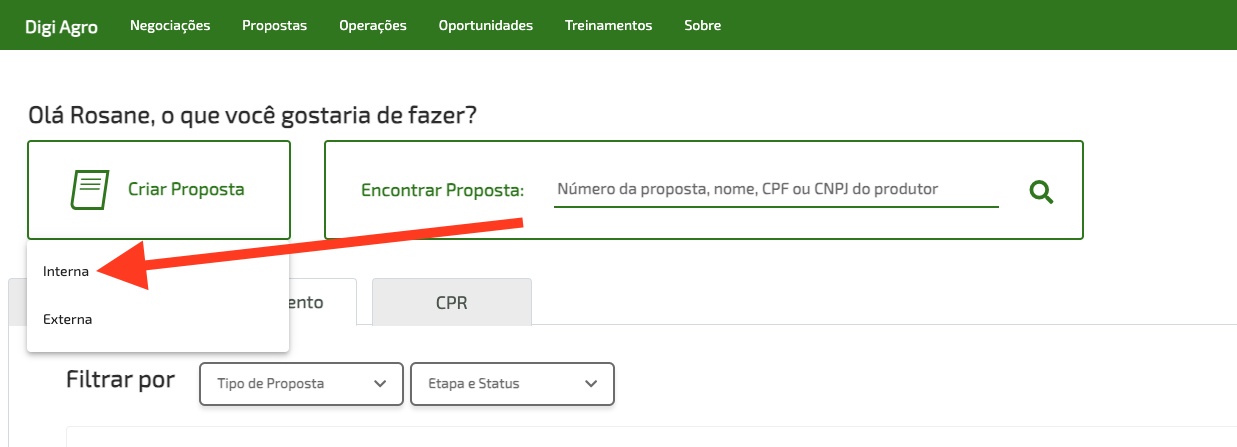 Digi Agro Negociações Propostas Operações Oportunidades Treinamentos Sobre
Olá Rosane, o que você gostaria de fazer?
Criar Proposta
Encontrar Proposta: Número da proposta, nome, CPF ou CNPJ do produtor
Interna
Externa
ento
CPR
Filtrar por
Tipo de Proposta
Etapa e Status